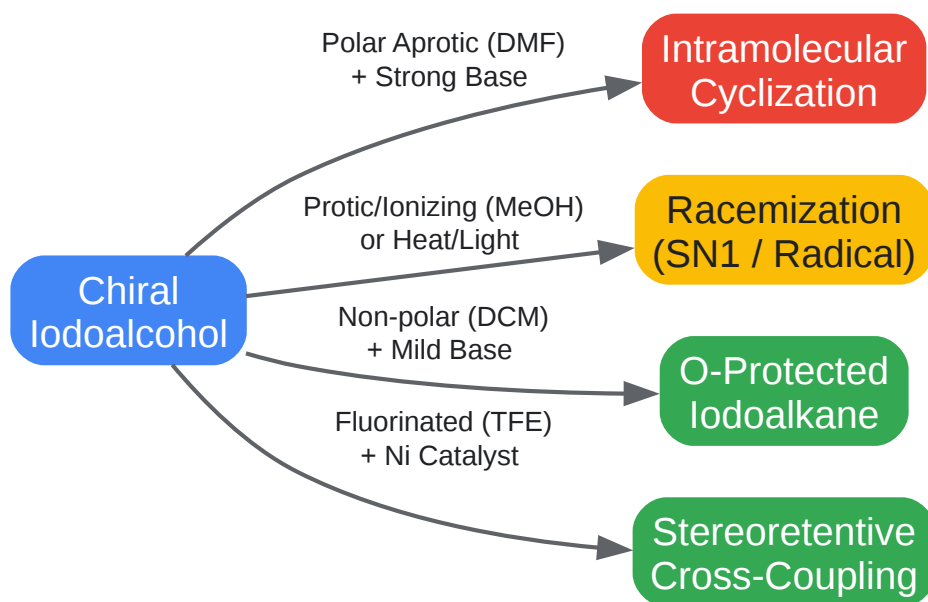 Polar Aprotic (DMF)
+ Strong Base
Intramolecular
Cyclization
Protic/Ionizing (MeOH)
or Heat/Light
Racemization
(SN1 / Radical)
Chiral
Iodoalcohol
Non-polar (DCM)
+ Mild Base
O-Protected
Iodoalkane
Fluorinated (TFE)
+ Ni Catalyst
Stereoretentive
Cross-Coupling